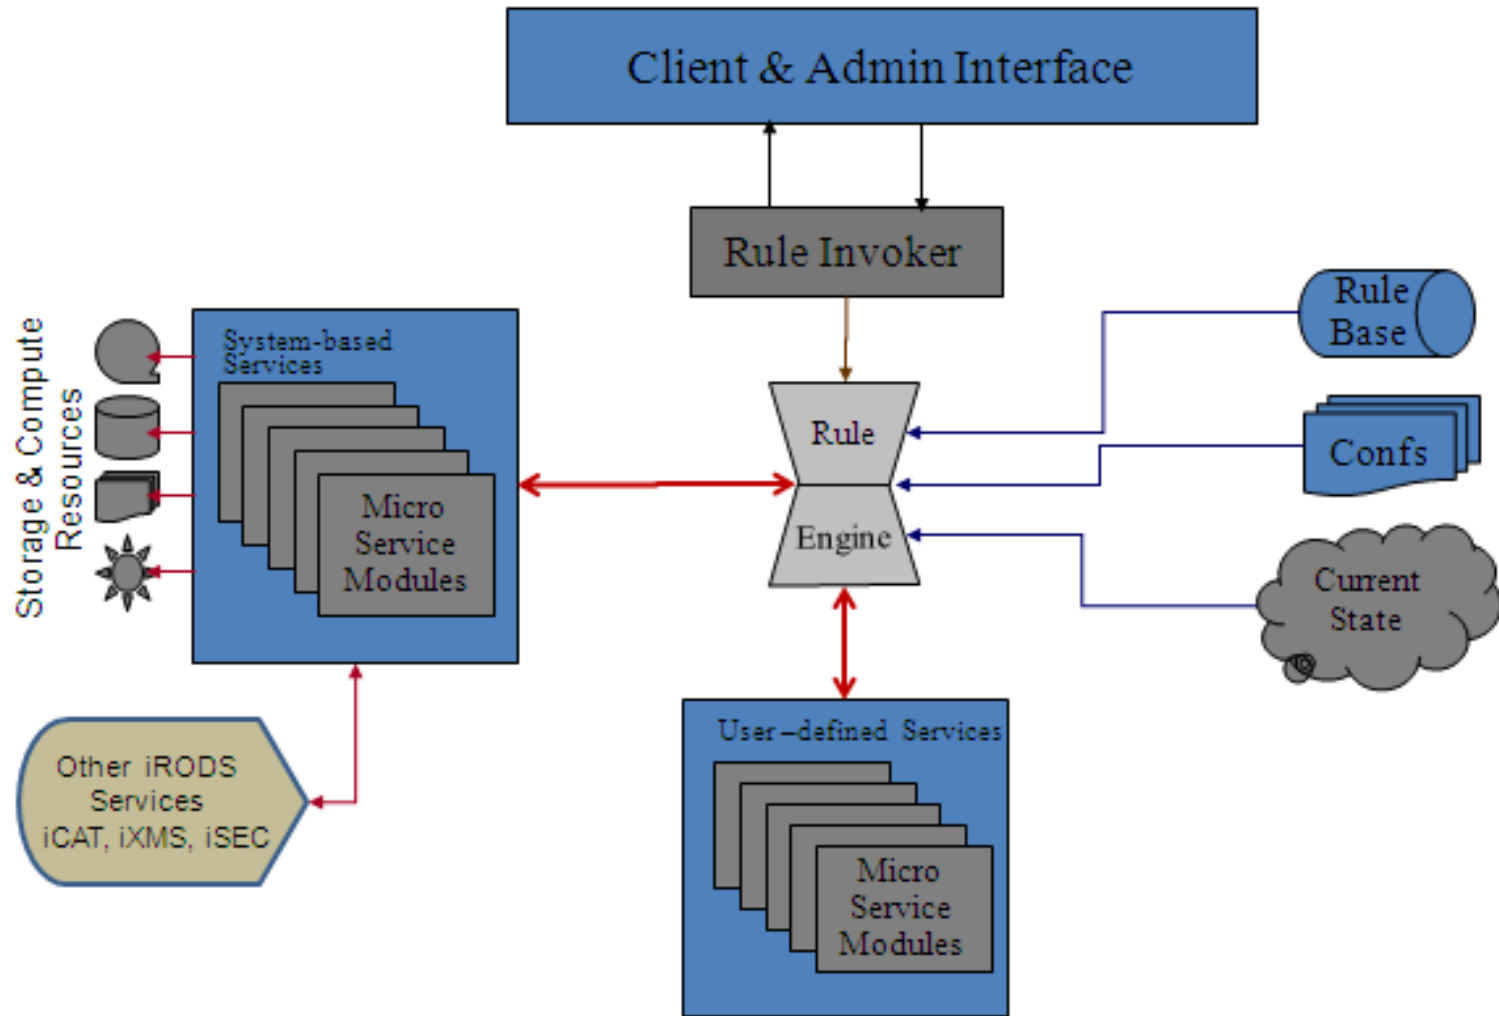 Client & Admin Interface
Rule Invoker
Rule
Base
Confs
Current
State
Rule
Engine
System-based
Services
Micro
Service
Modules
Storage & Compute
Resources
Other iRODS
Services
iCAT, iXMS, iSEC
User–defined Services
Micro
Service
Modules